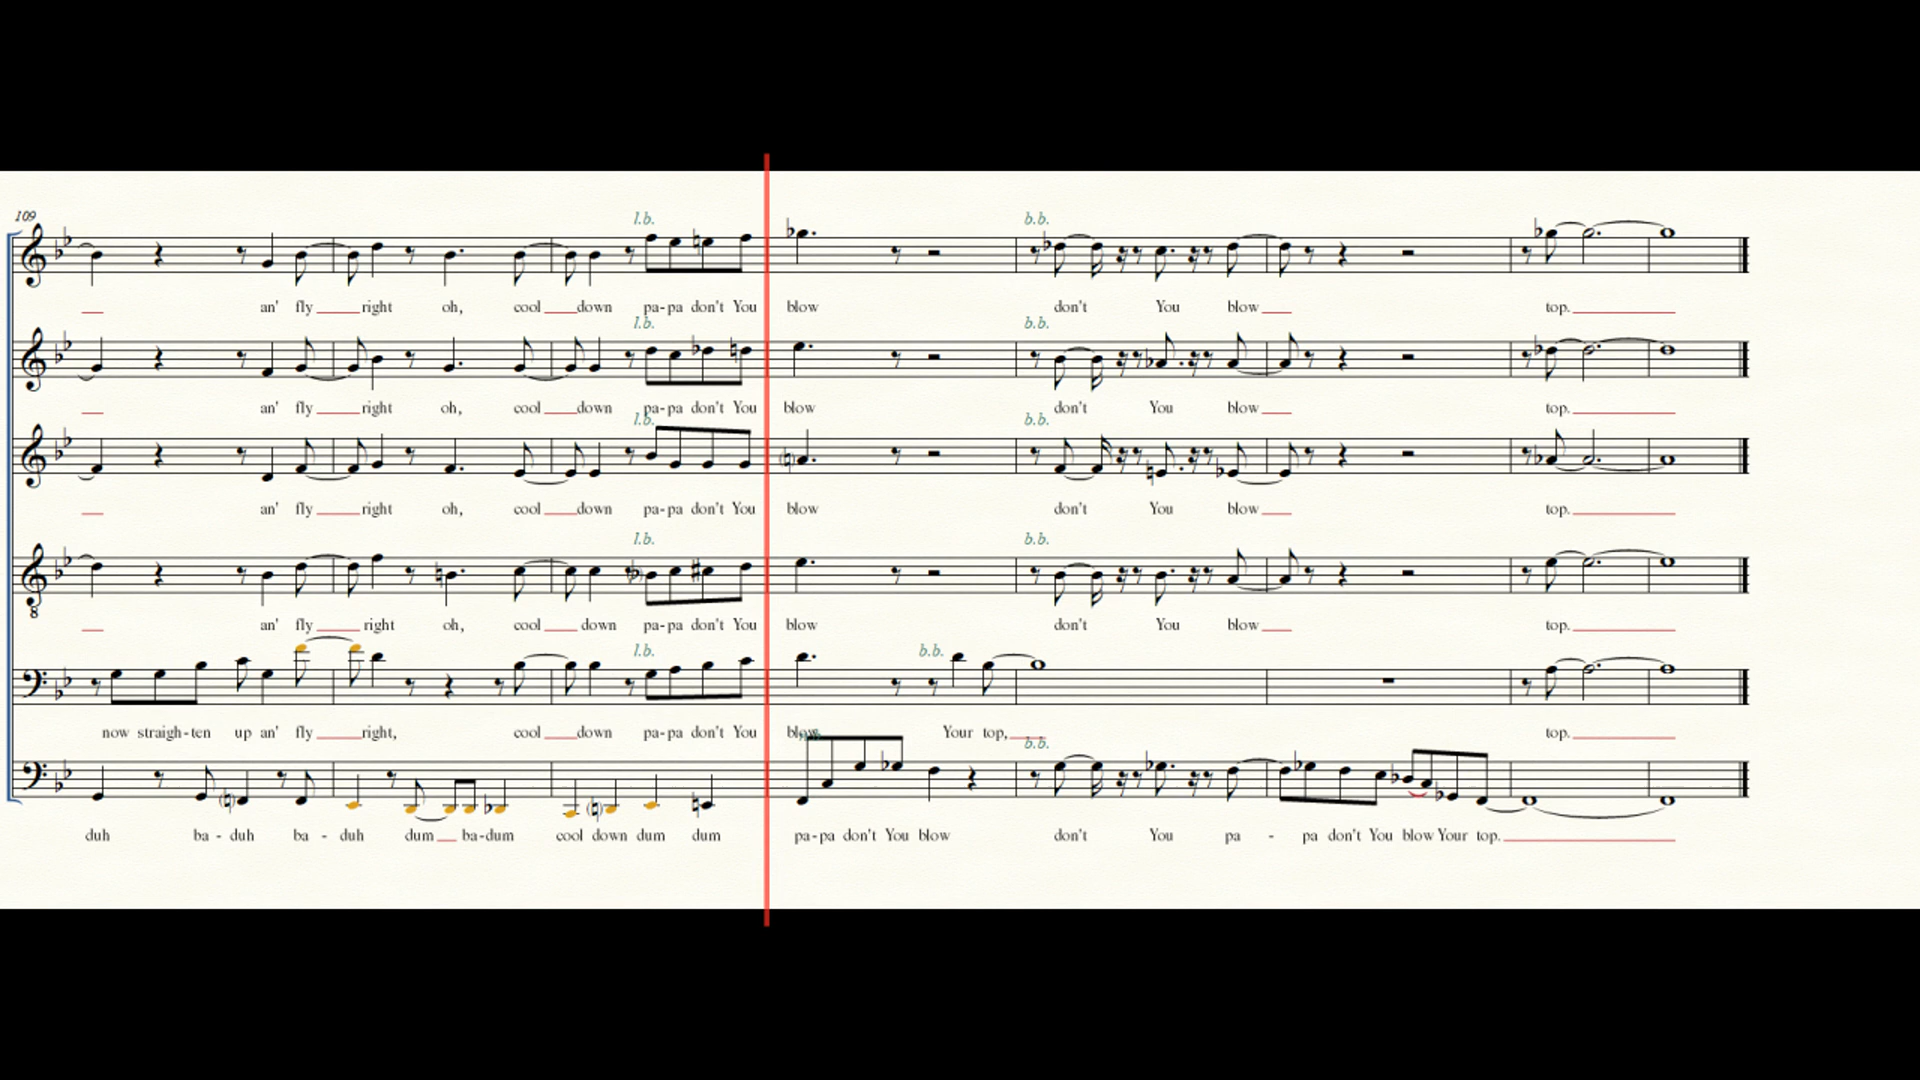 109
l.b. b.b.
an' fly right oh, cool down pa-pa don't You blow don't You blow top.
l.b. b.b.
an' fly right oh, cool down pa-pa don't You blow don't You blow top.
l.b. b.b.
an' fly right oh, cool down pa-pa don't You blow don't You blow top.
l.b. b.b.
8
an' fly right oh, cool down pa-pa don't You blow don't You blow top.
l.b. b.b.
now straigh-ten up an' fly right, cool down pa-pa don't You blow Your top, top.
b.b.
duh ba - duh ba - duh dum ba-dum cool down dum dum pa-pa don't You blow don't You pa - pa don't You blow Your top.